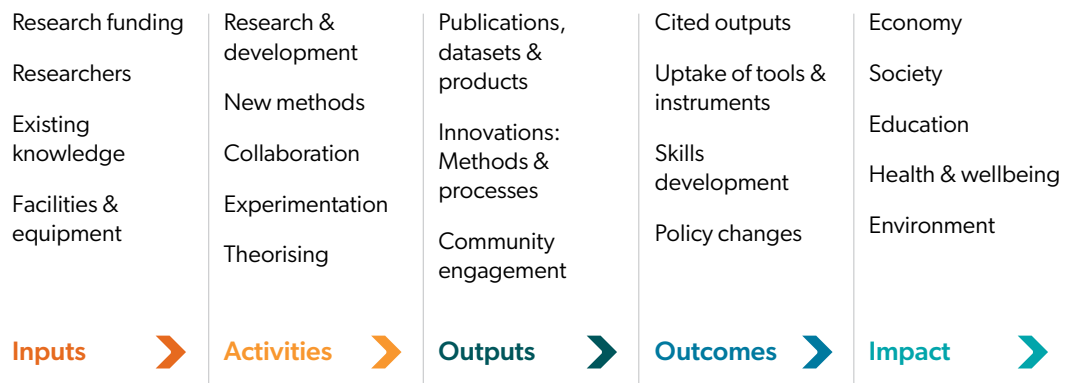 Research funding
Researchers
Existing
knowledge
Facilities &
equipment
Inputs
Research &
development
New methods
Collaboration
Experimentation
Theorising
Activities
Publications,
datasets &
products
Innovations:
Methods &
processes
Community
engagement
Outputs
Cited outputs
Uptake of tools &
instruments
Skills
development
Policy changes
Outcomes
Economy
Society
Education
Health & wellbeing
Environment
Impact